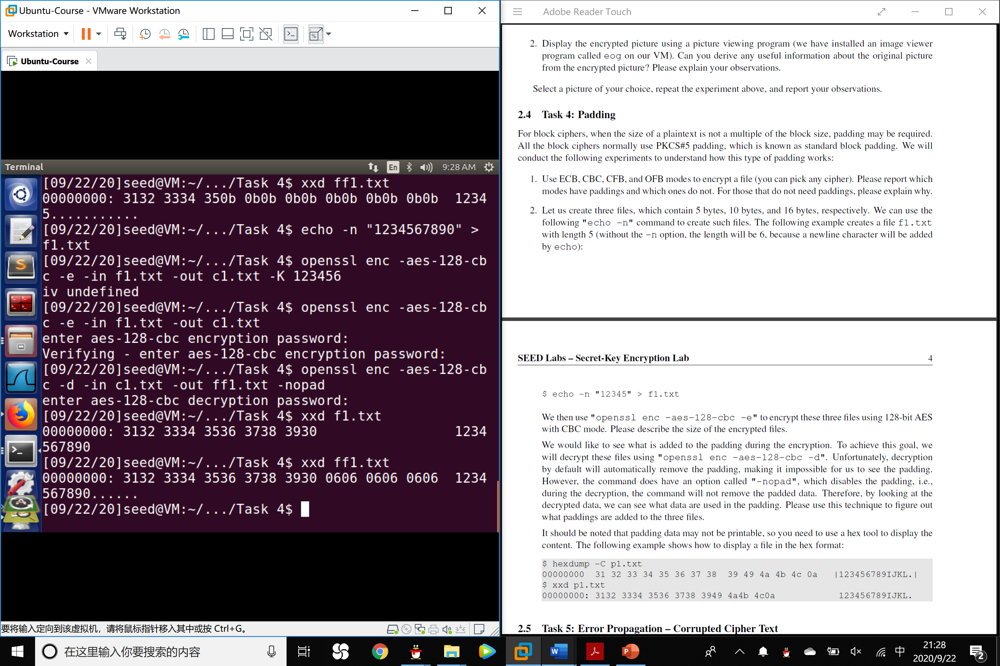 Ubuntu-Course - VMware Workstation
Workstation
Ubuntu-Course
Terminal
En
9:28 AM
[09/22/20]seed@VM:~/.../Task 4$ xxd ff1.txt
00000000: 3132 3334 350b 0b0b 0b0b 0b0b 0b0b 0b0b  1234
5...........
[09/22/20]seed@VM:~/.../Task 4$ echo -n "1234567890" >
f1.txt
[09/22/20]seed@VM:~/.../Task 4$ openssl enc -aes-128-cb
c -e -in f1.txt -out c1.txt -K 123456
iv undefined
[09/22/20]seed@VM:~/.../Task 4$ openssl enc -aes-128-cb
c -e -in f1.txt -out c1.txt
enter aes-128-cbc encryption password:
Verifying - enter aes-128-cbc encryption password:
[09/22/20]seed@VM:~/.../Task 4$ openssl enc -aes-128-cb
c -d -in c1.txt -out ff1.txt -nopad
enter aes-128-cbc decryption password:
[09/22/20]seed@VM:~/.../Task 4$ xxd f1.txt
00000000: 3132 3334 3536 3738 3930                 1234
567890
[09/22/20]seed@VM:~/.../Task 4$ xxd ff1.txt
00000000: 3132 3334 3536 3738 3930 0606 0606 0606  1234
567890......
[09/22/20]seed@VM:~/.../Task 4$
要将输入定向到该虚拟机，请将鼠标指针移入其中或按 Ctrl+G。
Adobe Reader Touch
2. Display the encrypted picture using a picture viewing program (we have installed an image viewer
program called eog on our VM). Can you derive any useful information about the original picture
from the encrypted picture? Please explain your observations.
Select a picture of your choice, repeat the experiment above, and report your observations.
2.4 Task 4: Padding
For block ciphers, when the size of a plaintext is not a multiple of the block size, padding may be required.
All the block ciphers normally use PKCS#5 padding, which is known as standard block padding. We will
conduct the following experiments to understand how this type of padding works:
1. Use ECB, CBC, CFB, and OFB modes to encrypt a file (you can pick any cipher). Please report which
modes have paddings and which ones do not. For those that do not need paddings, please explain why.
2. Let us create three files, which contain 5 bytes, 10 bytes, and 16 bytes, respectively. We can use the
following "echo -n" command to create such files. The following example creates a file f1.txt
with length 5 (without the -n option, the length will be 6, because a newline character will be added
by echo):
SEED Labs – Secret-Key Encryption Lab 4
$ echo -n "12345" > f1.txt
We then use "openssl enc -aes-128-cbc -e" to encrypt these three files using 128-bit AES
with CBC mode. Please describe the size of the encrypted files.
We would like to see what is added to the padding during the encryption. To achieve this goal, we
will decrypt these files using "openssl enc -aes-128-cbc -d". Unfortunately, decryption
by default will automatically remove the padding, making it impossible for us to see the padding.
However, the command does have an option called "-nopad", which disables the padding, i.e.,
during the decryption, the command will not remove the padded data. Therefore, by looking at the
decrypted data, we can see what data are used in the padding. Please use this technique to figure out
what paddings are added to the three files.
It should be noted that padding data may not be printable, so you need to use a hex tool to display the
content. The following example shows how to display a file in the hex format:
$ hexdump -C p1.txt
00000000  31 32 33 34 35 36 37 38  39 49 4a 4b 4c 0a  |123456789IJKL.|
$ xxd p1.txt
00000000: 3132 3334 3536 3738 3949 4a4b 4c0a  123456789IJKL.
2.5 Task 5: Error Propagation – Corrupted Cipher Text
在这里输入你要搜索的内容
中
21:28
2020/9/22
2